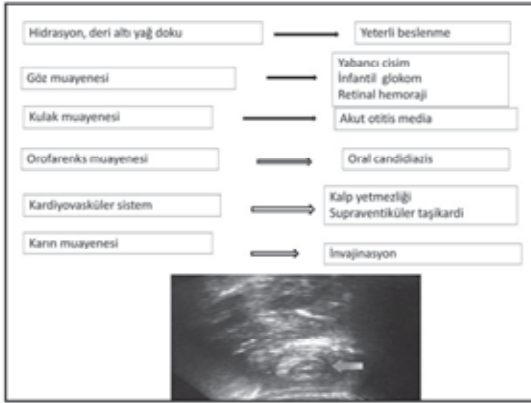 Hidrasyon, deri altı yağ doku
Yeterli beslenme
Göz muayenesi
Yabancı cisim
İnfantil glokom
Retinal hemoraji
Kulak muayenesi
Akut otitis media
Orofarenks muayenesi
Oral candidiazis
Kardiyovasküler sistem
Kalp yetmezliği
Supraventiküler taşikardi
Karın muayenesi
İnvajinasyon